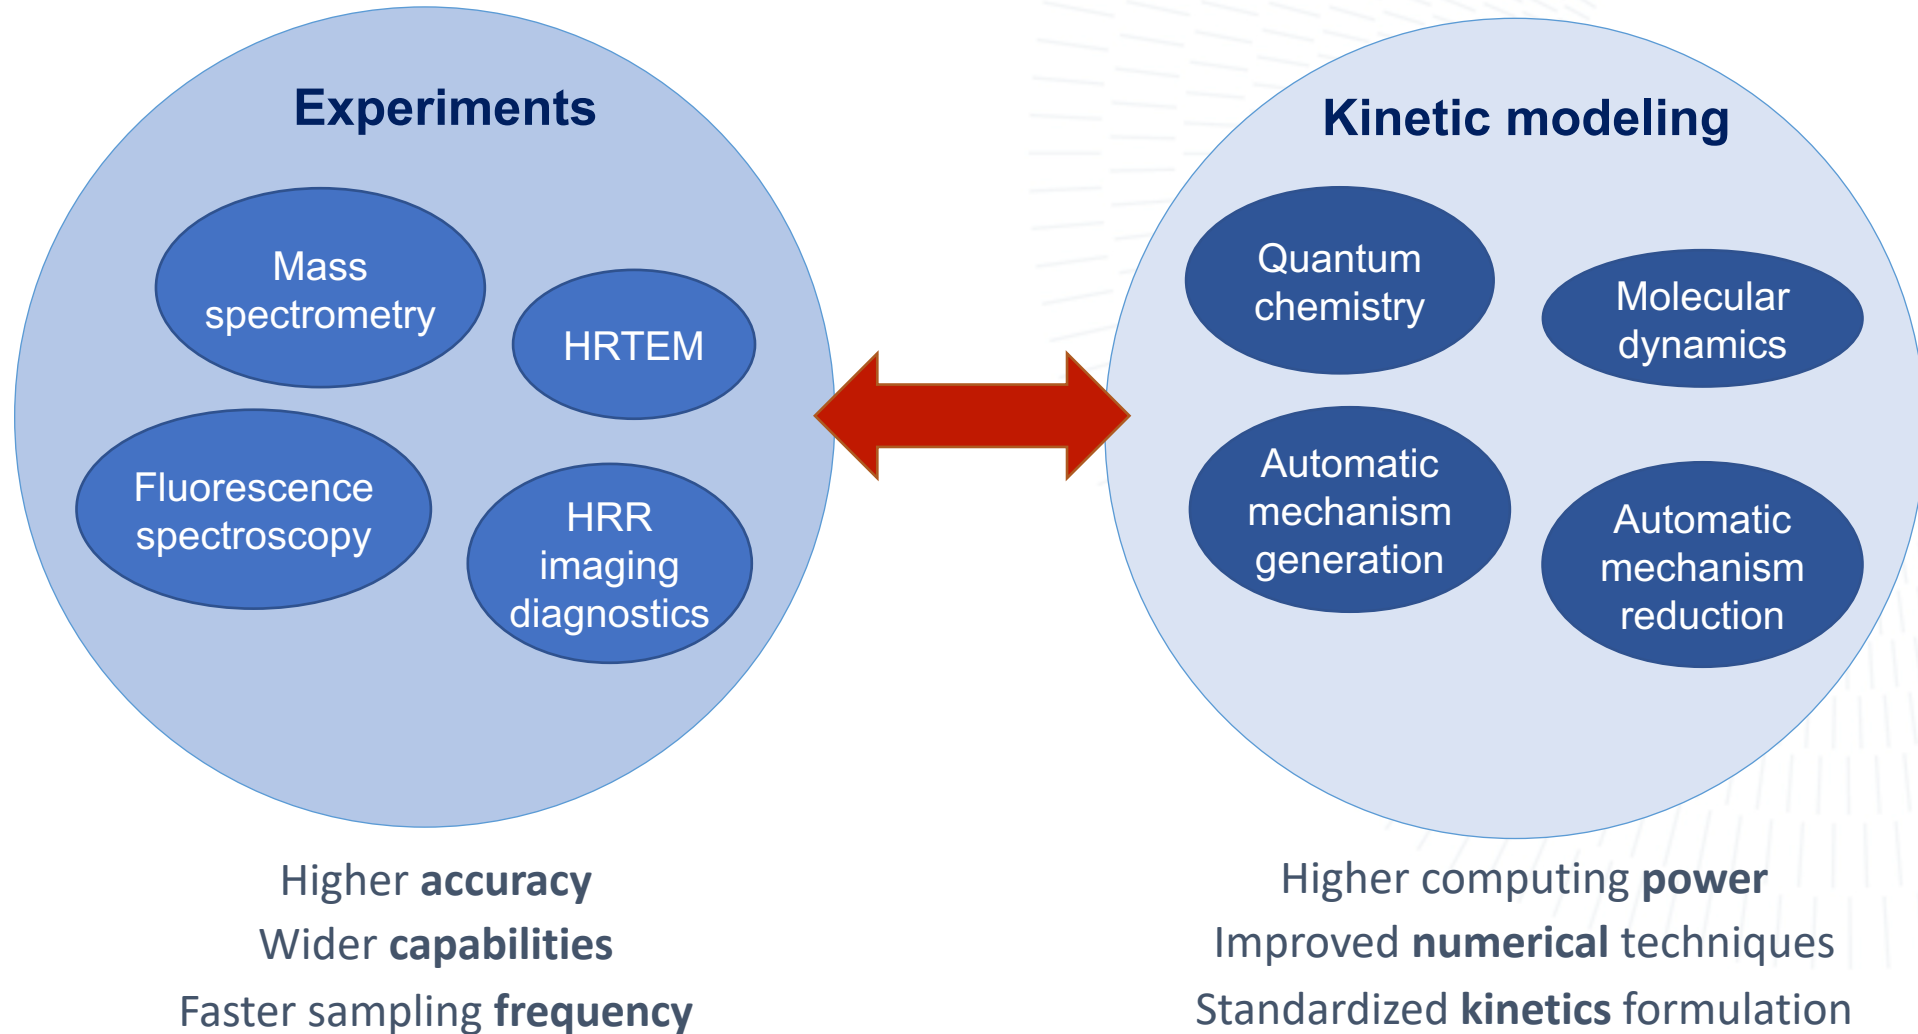 Experiments
Mass
spectrometry
HRTEM
Fluorescence
spectroscopy
HRR
imaging
diagnostics
Higher accuracy
Wider capabilities
Faster sampling frequency
Kinetic modeling
Quantum
chemistry
Molecular
dynamics
Automatic
mechanism
generation
Automatic
mechanism
reduction
Higher computing power
Improved numerical techniques
Standardized kinetics formulation